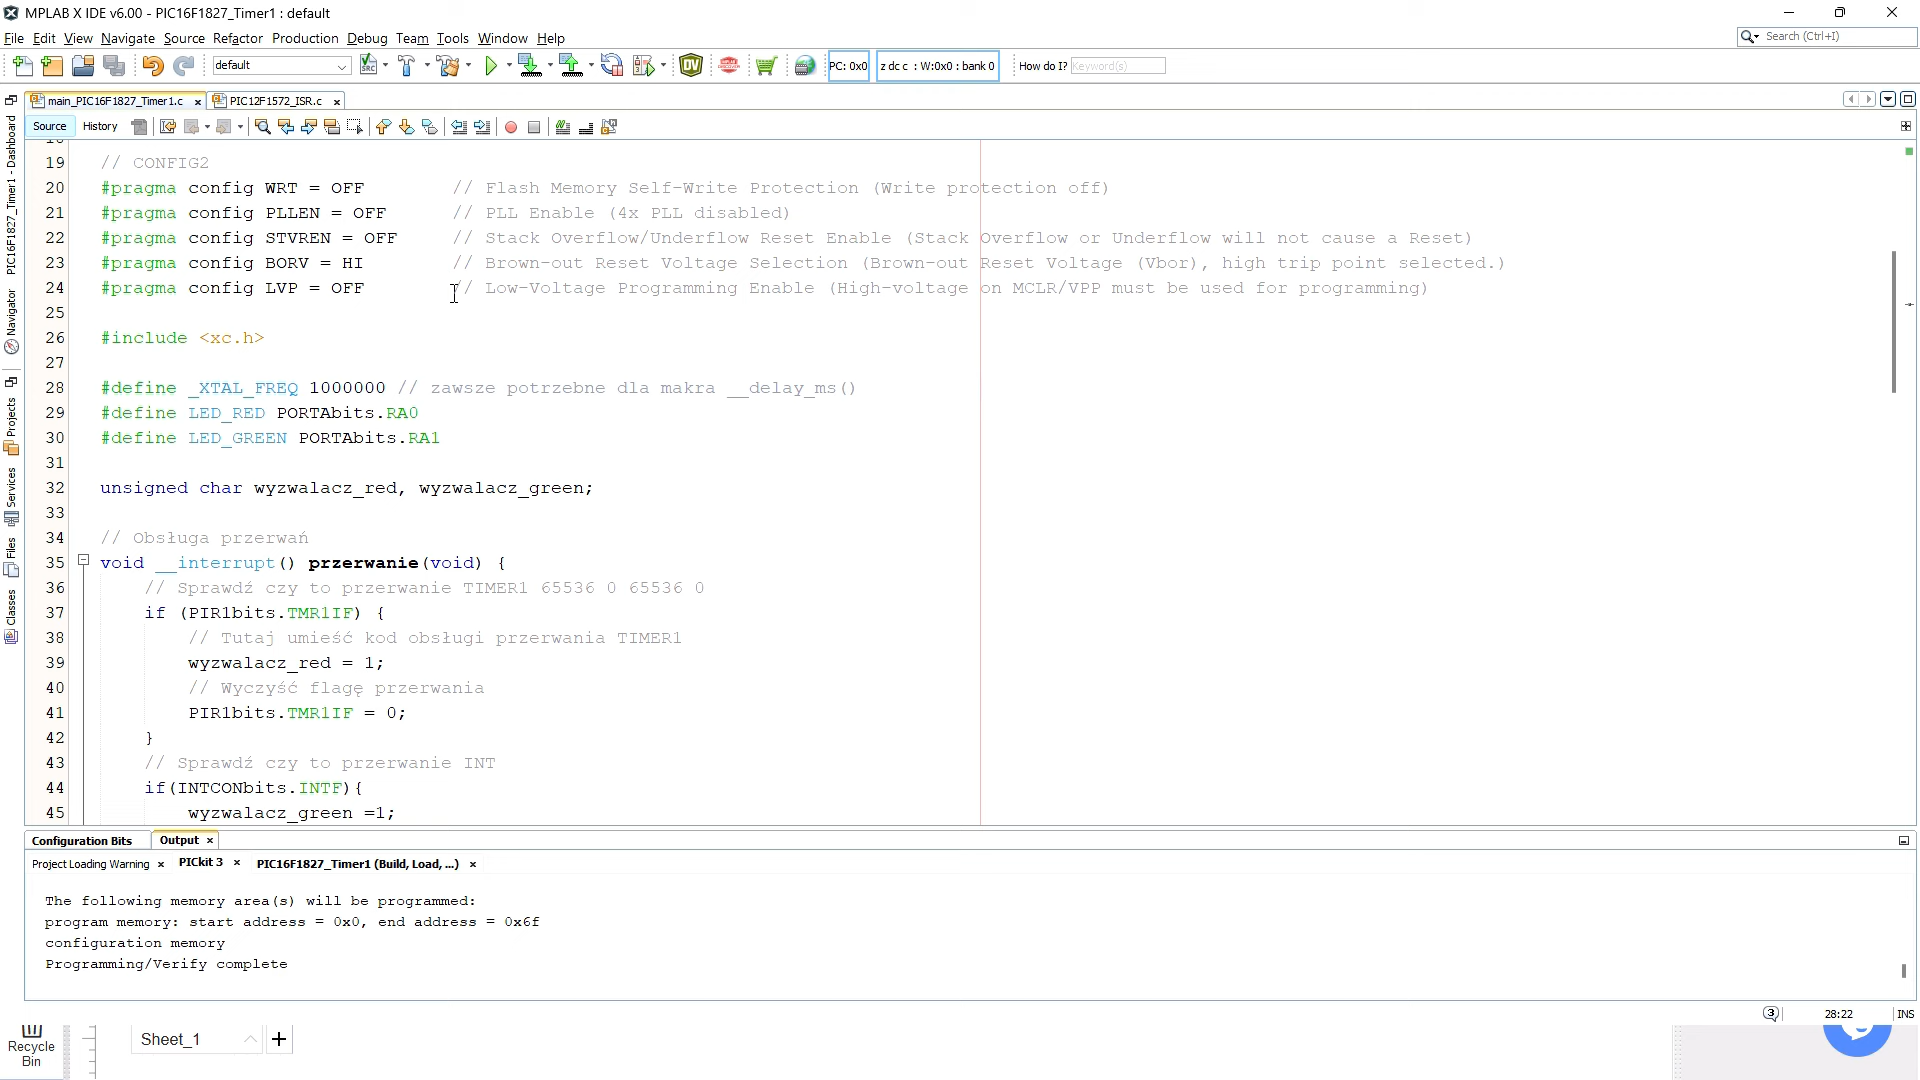 MPLAB X IDE v6.00 - PIC16F1827_Timer1 : default
File Edit View Navigate Source Refactor Production Debug Team Tools Window Help
Search (Ctrl+I)
default
PC: 0x0
z dc c : W:0x0 : bank 0
How do I? Keyword(s)
main_PIC16F1827_Timer1.c
PIC12F1572_ISR.c
Source History
PIC16F1827_Timer1 - Dashboard
Navigator
Projects
Services
Files
Classes
19 // CONFIG2
20 #pragma config WRT = OFF // Flash Memory Self-Write Protection (Write protection off)
21 #pragma config PLLEN = OFF // PLL Enable (4x PLL disabled)
22 #pragma config STVREN = OFF // Stack Overflow/Underflow Reset Enable (Stack Overflow or Underflow will not cause a Reset)
23 #pragma config BORV = HI // Brown-out Reset Voltage Selection (Brown-out Reset Voltage (Vbor), high trip point selected.)
24 #pragma config LVP = OFF // Low-Voltage Programming Enable (High-voltage on MCLR/VPP must be used for programming)
25
26 #include <xc.h>
27
28 #define _XTAL_FREQ 1000000 // zawsze potrzebne dla makra __delay_ms()
29 #define LED_RED PORTAbits.RA0
30 #define LED_GREEN PORTAbits.RA1
31
32 unsigned char wyzwalacz_red, wyzwalacz_green;
33
34 // Obsługa przerwań
35 void __interrupt() przerwanie(void) {
36 // Sprawdź czy to przerwanie TIMER1 65536 0 65536 0
37 if (PIR1bits.TMR1IF) {
38 // Tutaj umieść kod obsługi przerwania TIMER1
39 wyzwalacz_red = 1;
40 // Wyczyść flagę przerwania
41 PIR1bits.TMR1IF = 0;
42 }
43 // Sprawdź czy to przerwanie INT
44 if(INTCONbits.INTF){
45 wyzwalacz_green =1;
Configuration Bits Output
Project Loading Warning PICkit 3 PIC16F1827_Timer1 (Build, Load, ...)
The following memory area(s) will be programmed:
program memory: start address = 0x0, end address = 0x6f
configuration memory
Programming/Verify complete
3 28:22 INS
Recycle
Bin
Sheet_1